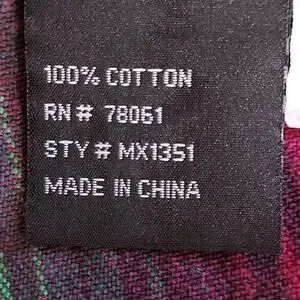 100% COTTON
RN# 78061
STY # MX1351
MADE IN CHINA